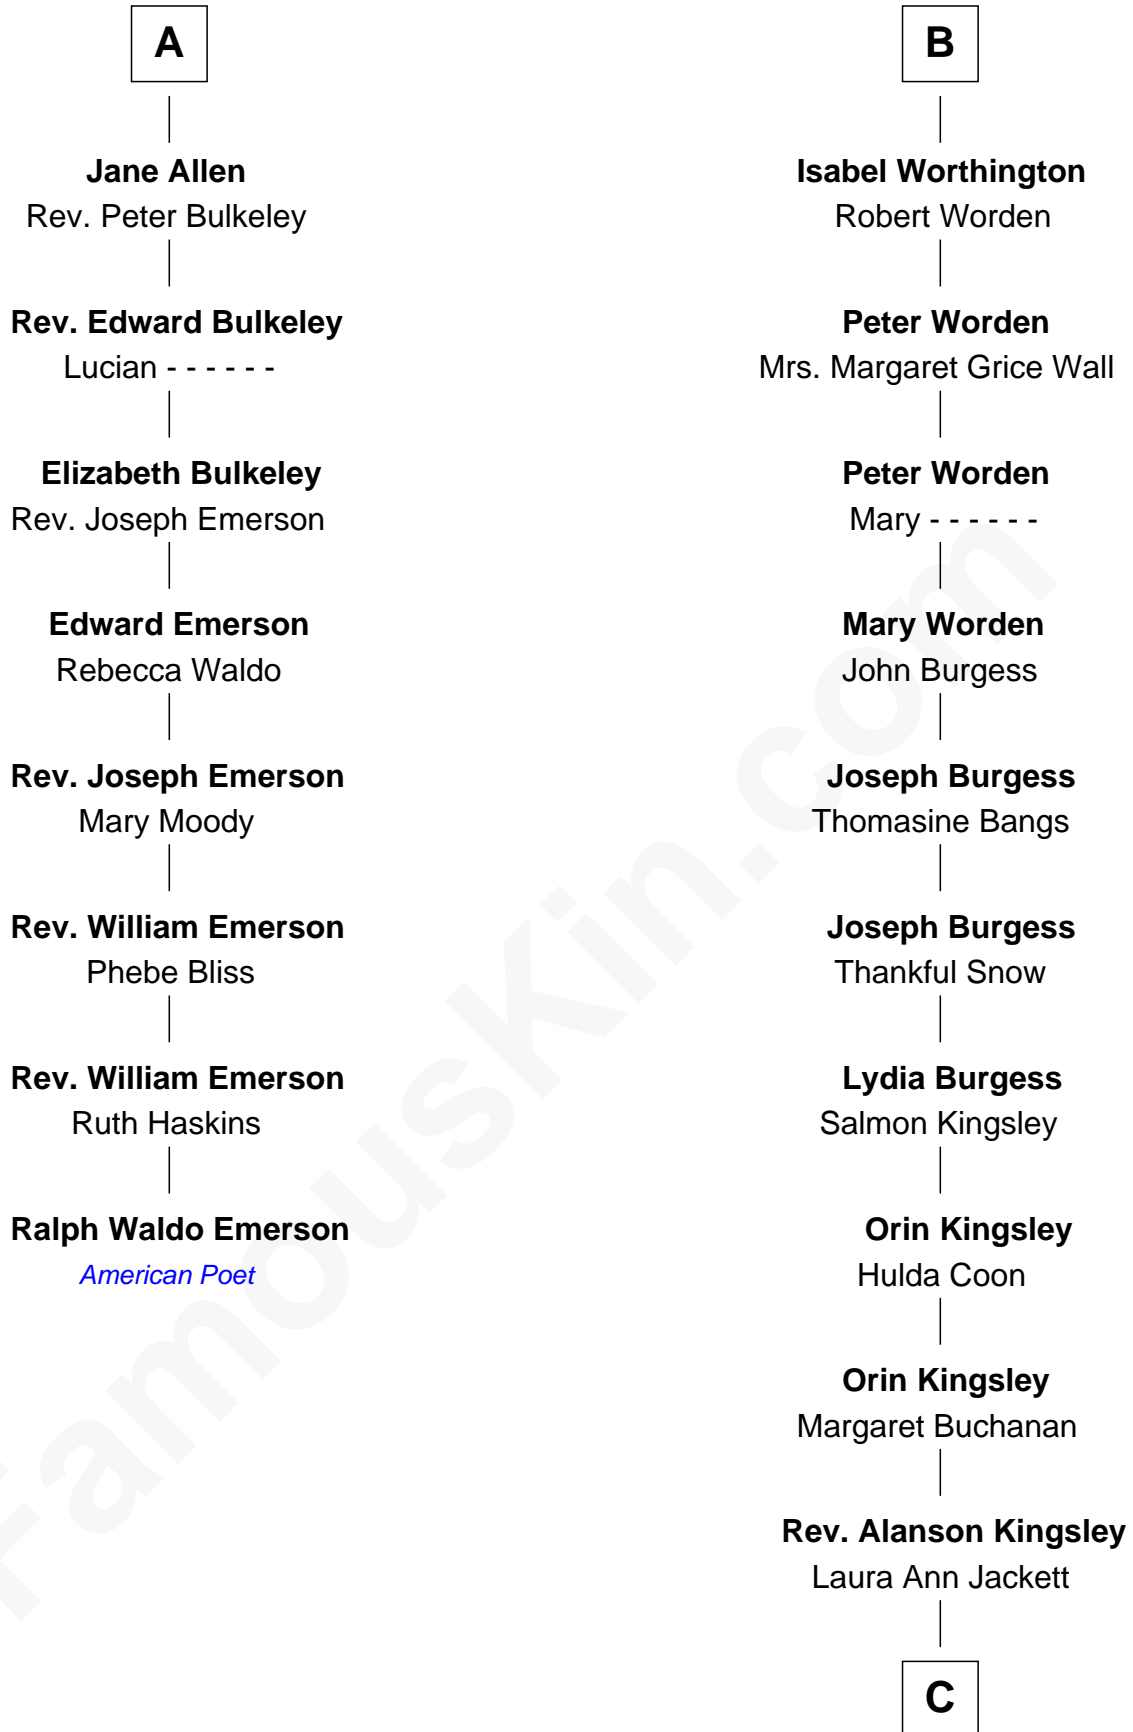 A
Jane Allen
Rev. Peter Bulkeley
Rev. Edward Bulkeley
Lucian - - - - - -
Elizabeth Bulkeley
Rev. Joseph Emerson
Edward Emerson
Rebecca Waldo
Rev. Joseph Emerson
Mary Moody
Rev. William Emerson
Phebe Bliss
Rev. William Emerson
Ruth Haskins
Ralph Waldo Emerson
American Poet
B
Isabel Worthington
Robert Worden
Peter Worden
Mrs. Margaret Grice Wall
Peter Worden
Mary - - - - - -
Mary Worden
John Burgess
Joseph Burgess
Thomasine Bangs
Joseph Burgess
Thankful Snow
Lydia Burgess
Salmon Kingsley
Orin Kingsley
Hulda Coon
Orin Kingsley
Margaret Buchanan
Rev. Alanson Kingsley
Laura Ann Jackett
C
FamousKin.com